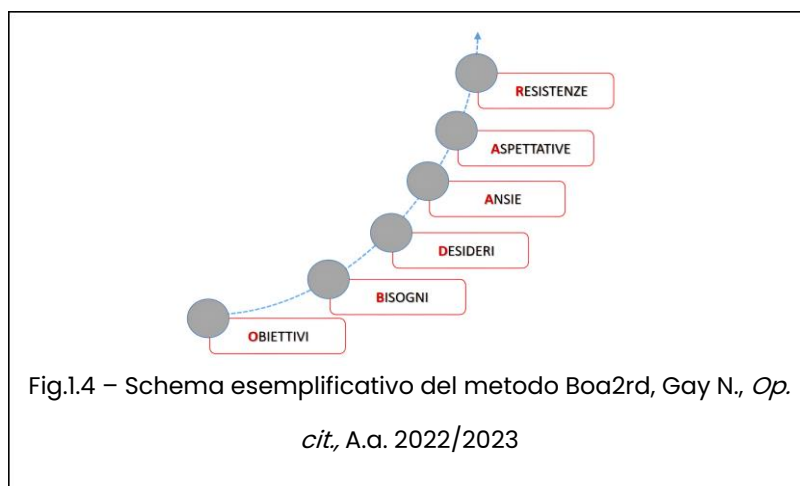 RESISTENZE
ASPETTATIVE
ANSIE
DESIDERI
BISOGNI
OBIETTIVI
Fig.1.4 – Schema esemplificativo del metodo Boa2rd, Gay N., Op.
cit., A.a. 2022/2023